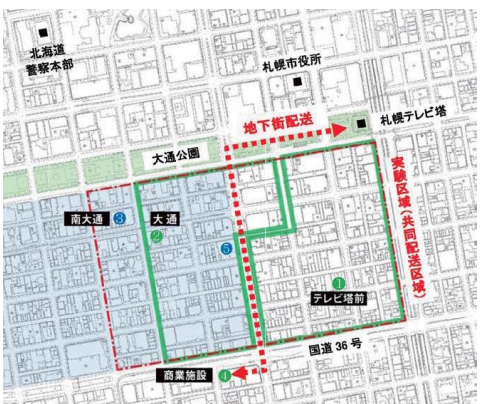 北海道
警察本部
札幌市役所
地下街配送
札幌テレビ塔
大通公園
実験区域(共同配送区域)
南大通 3
大通
2
5
1
テレビ塔前
国道 36 号
商業施設 4